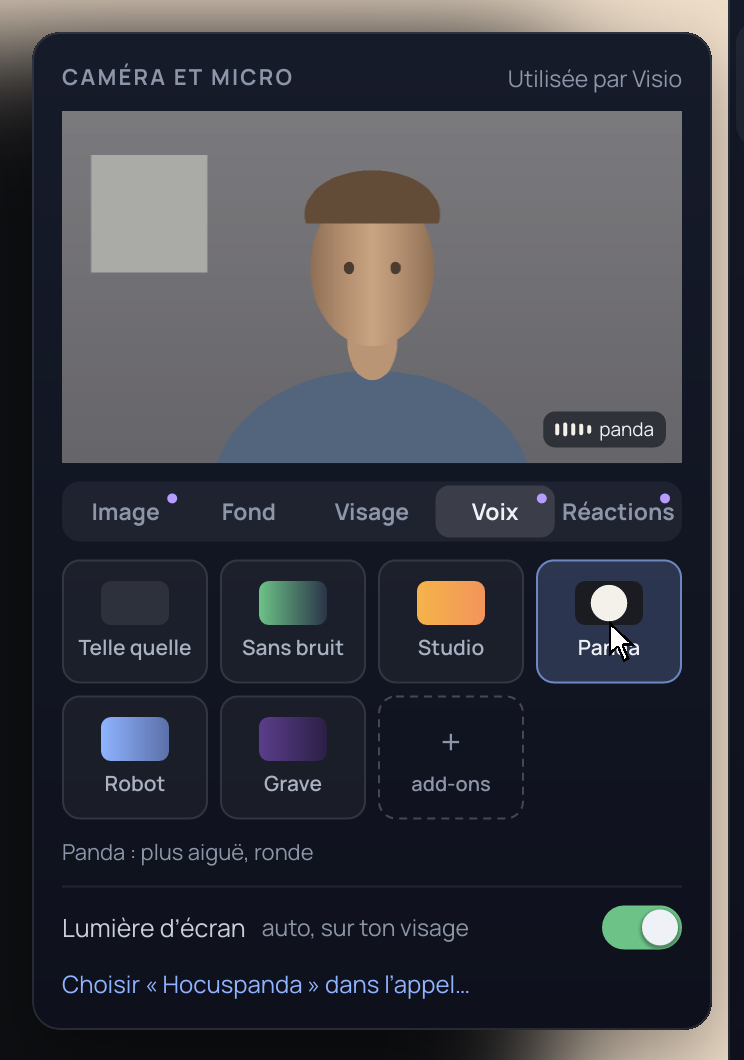 CAMÉRA ET MICRO
Utilisée par Visio
panda
Image
Fond
Visage
Voix
Réactions
Telle quelle
Sans bruit
Studio
Panda
Robot
Grave
+
add-ons
Panda : plus aiguë, ronde
Lumière d’écran
auto, sur ton visage
Choisir « Hocuspanda » dans l’appel…